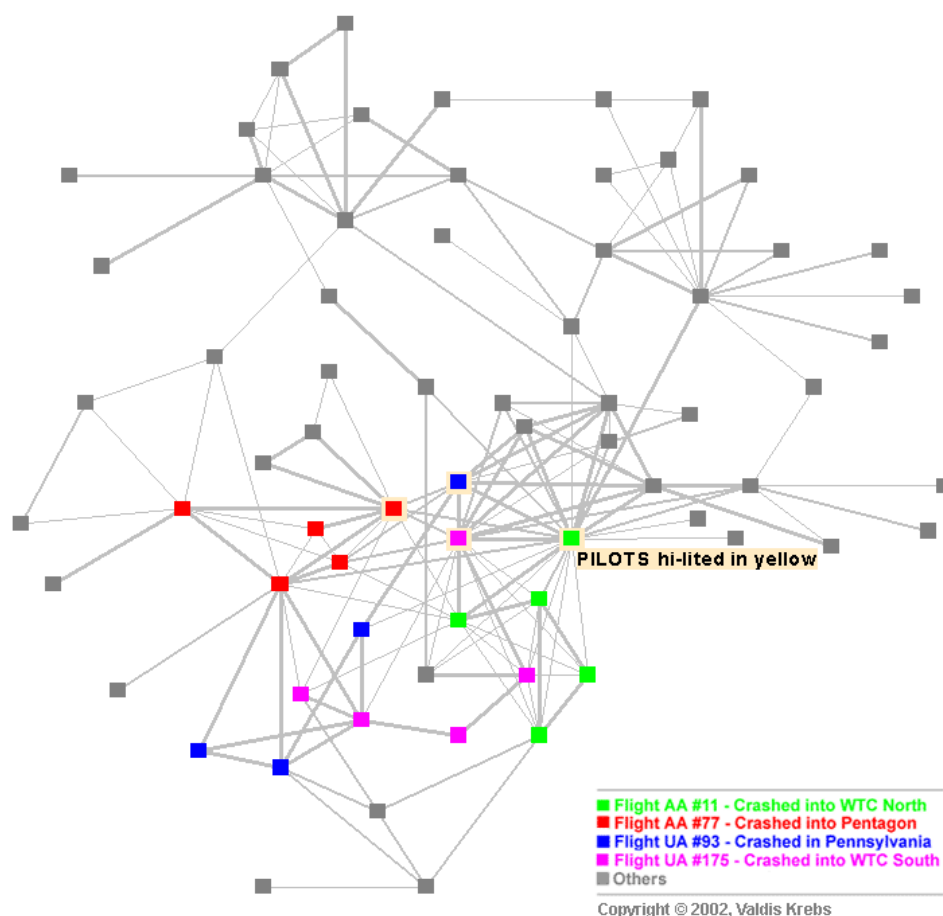 PILOTS hi-lited in yellow
Flight AA #11 - Crashed into WTC North
Flight AA #77 - Crashed into Pentagon
Flight UA #93 - Crashed in Pennsylvania
Flight UA #175 - Crashed into WTC South
Others
Copyright © 2002, Valdis Krebs